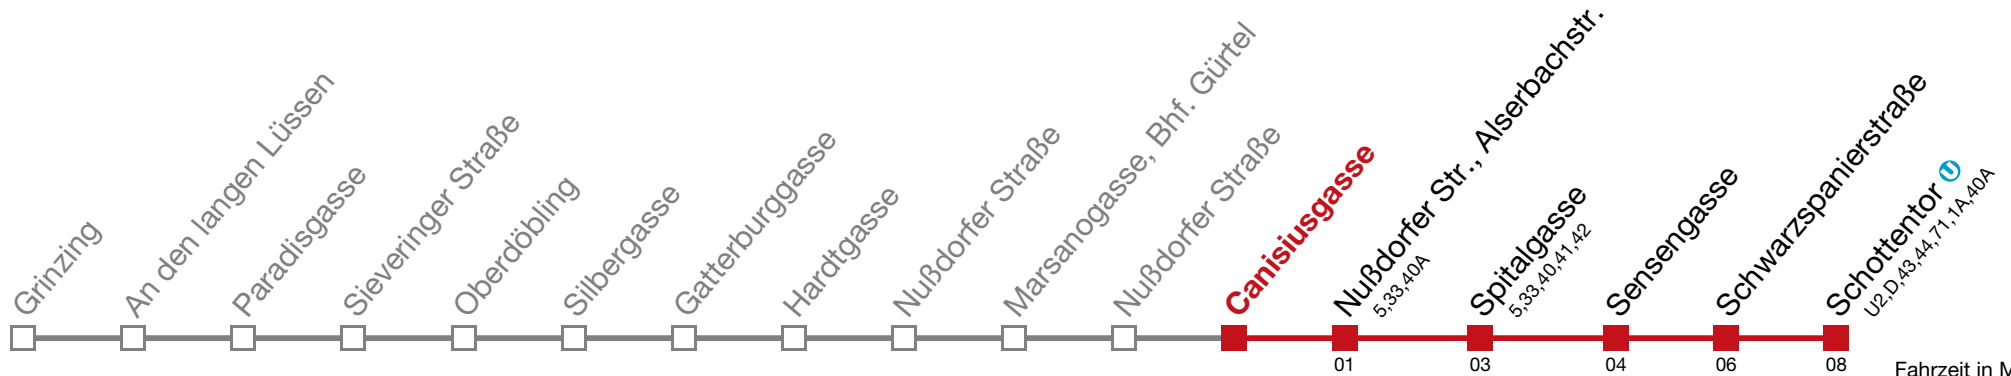 Grinzing
An den langen Lüssen
Paradisgasse
Sieveringer Straße
Oberdöbling
Silbergasse
Gatterburggasse
Hardtgasse
Nußdorfer Straße
Marsanogasse, Bhf. Gürtel
Nußdorfer Straße
Canisiusgasse
Nußdorfer Str., Alserbachstr.
5,33,40A
Spitalgasse
5,33,40,41,42
Sensengasse
Schwarzspanierstraße
Schottentor U
U2,D,43,44,71,1A,40A
01 03 04 06 08
Fahrzeit in M